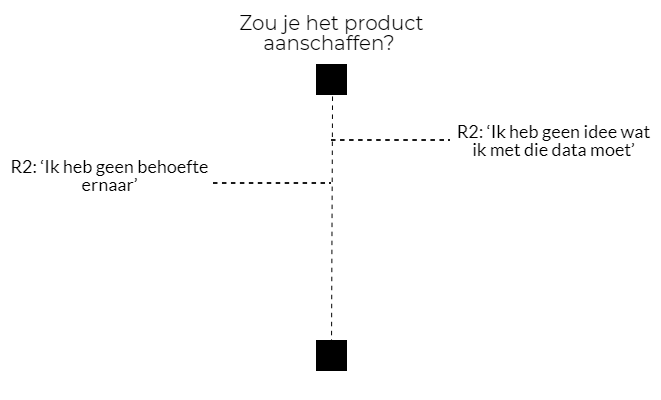 Zou je het product
aanschaffen?
R2: ‘Ik heb geen idee wat
ik met die data moet’
R2: ‘Ik heb geen behoefte
ernaar’